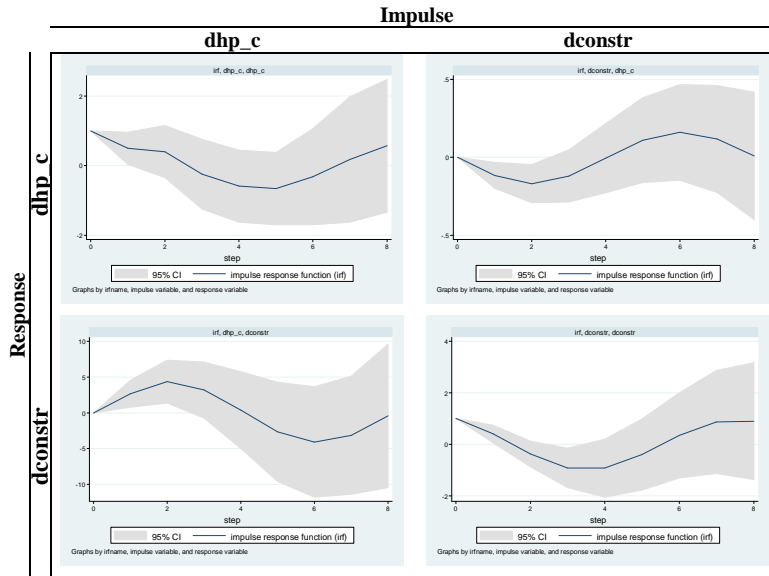 Impulse
dhp_c
dconstr
Response
dhp_c
irf, dhp_c, dhp_c
2
0
-2
0
2
4
6
8
step
95% CI
impulse response function (irf)
Graphs by irfname, impulse variable, and response variable
irf, dconstr, dhp_c
.5
0
-.5
0
2
4
6
8
step
95% CI
impulse response function (irf)
Graphs by irfname, impulse variable, and response variable
dconstr
irf, dhp_c, dconstr
10
5
0
-5
-10
0
2
4
6
8
step
95% CI
impulse response function (irf)
Graphs by irfname, impulse variable, and response variable
irf, dconstr, dconstr
4
2
0
-2
0
2
4
6
8
step
95% CI
impulse response function (irf)
Graphs by irfname, impulse variable, and response variable